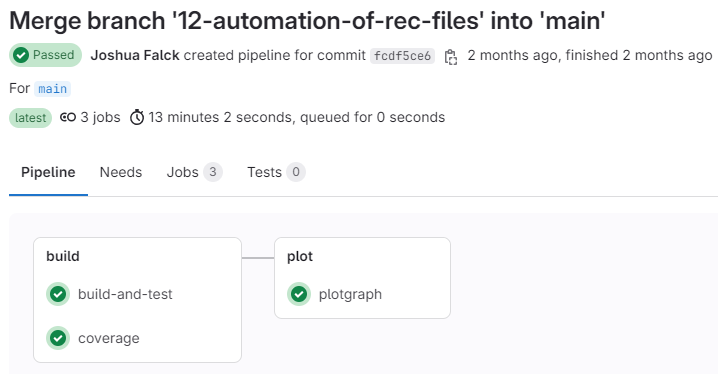 Merge branch '12-automation-of-rec-files' into 'main'
Passed Joshua Falck created pipeline for commit fcdf5ce6 2 months ago, finished 2 months ago
For main
latest 3 jobs 13 minutes 2 seconds, queued for 0 seconds
Pipeline Needs Jobs 3 Tests 0
build
build-and-test
coverage
plot
plotgraph